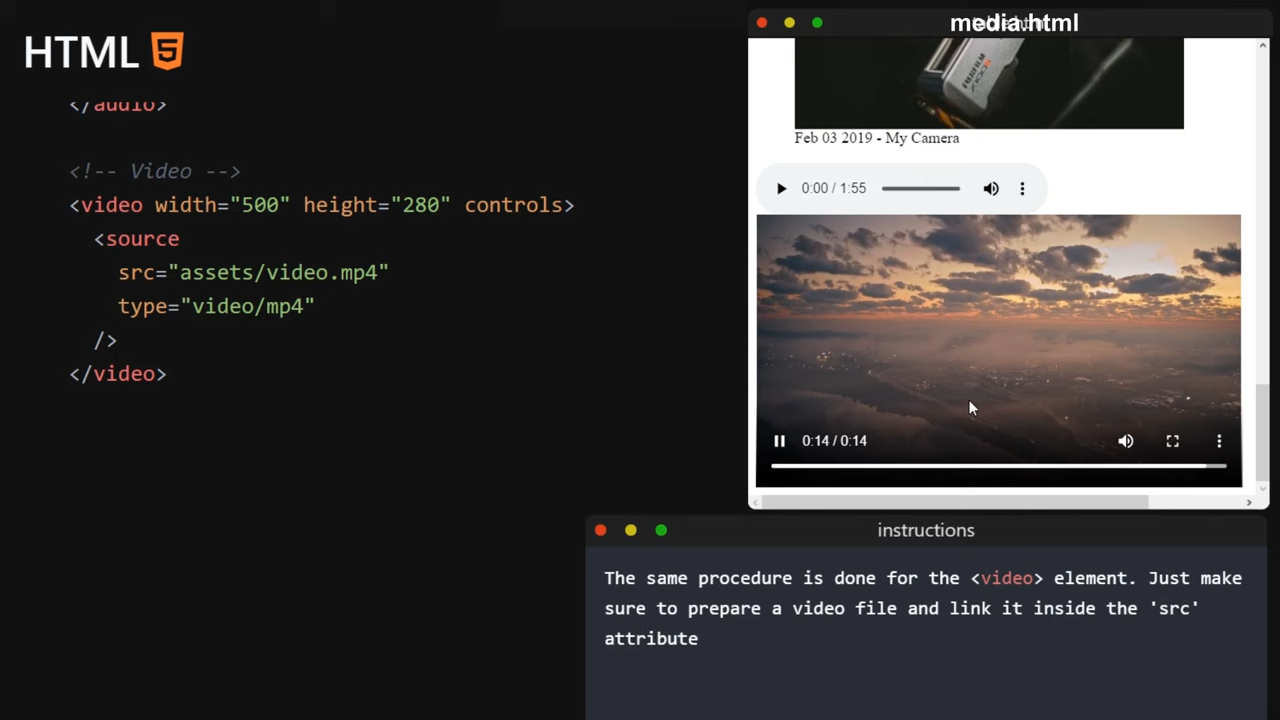 HTML 5
</audio>
<!-- Video -->
<video width="500" height="280" controls>
<source
src="assets/video.mp4"
type="video/mp4"
/>
</video>
media.html
FUJIFILM
Feb 03 2019 - My Camera
0:00 / 1:55
0:14 / 0:14
instructions
The same procedure is done for the <video> element. Just make
sure to prepare a video file and link it inside the 'src'
attribute